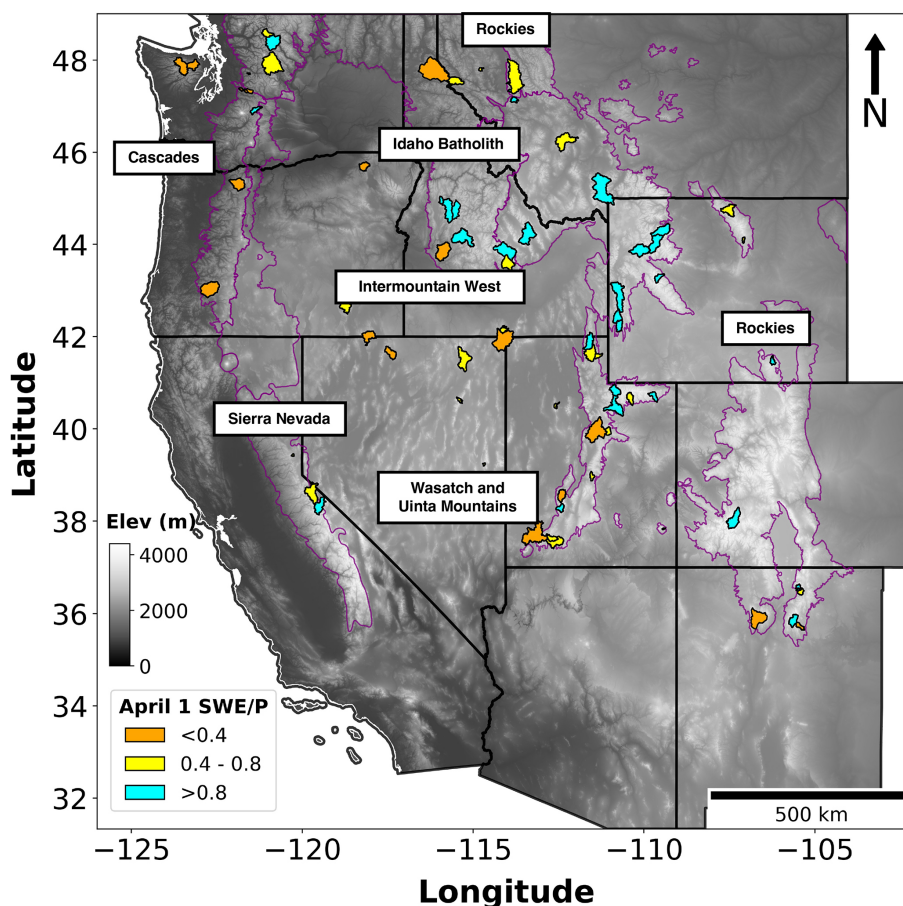 Rockies
48
N
Idaho Batholith
46
Cascades
44
Intermountain West
Rockies
42
Latitude
Sierra Nevada
40
Wasatch and
Uinta Mountains
38
Elev (m)
4000
2000
0
36
April 1 SWE/P
<0.4
0.4 - 0.8
>0.8
34
32
500 km
−125
−120
−115
−110
−105
Longitude